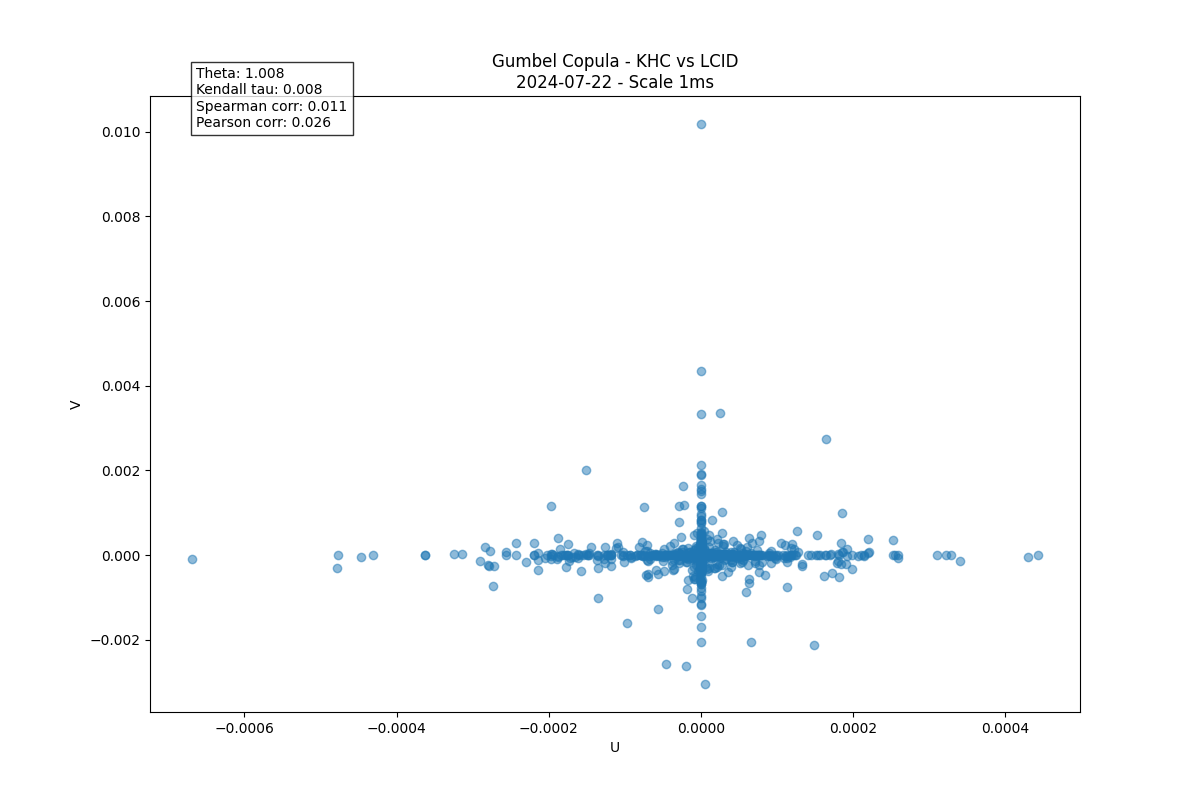 Gumbel Copula - KHC vs LCID
2024-07-22 - Scale 1ms
Theta: 1.008
Kendall tau: 0.008
Spearman corr: 0.011
Pearson corr: 0.026
0.010
0.008
0.006
0.004
0.002
0.000
−0.002
V
−0.0006
−0.0004
−0.0002
0.0000
0.0002
0.0004
U